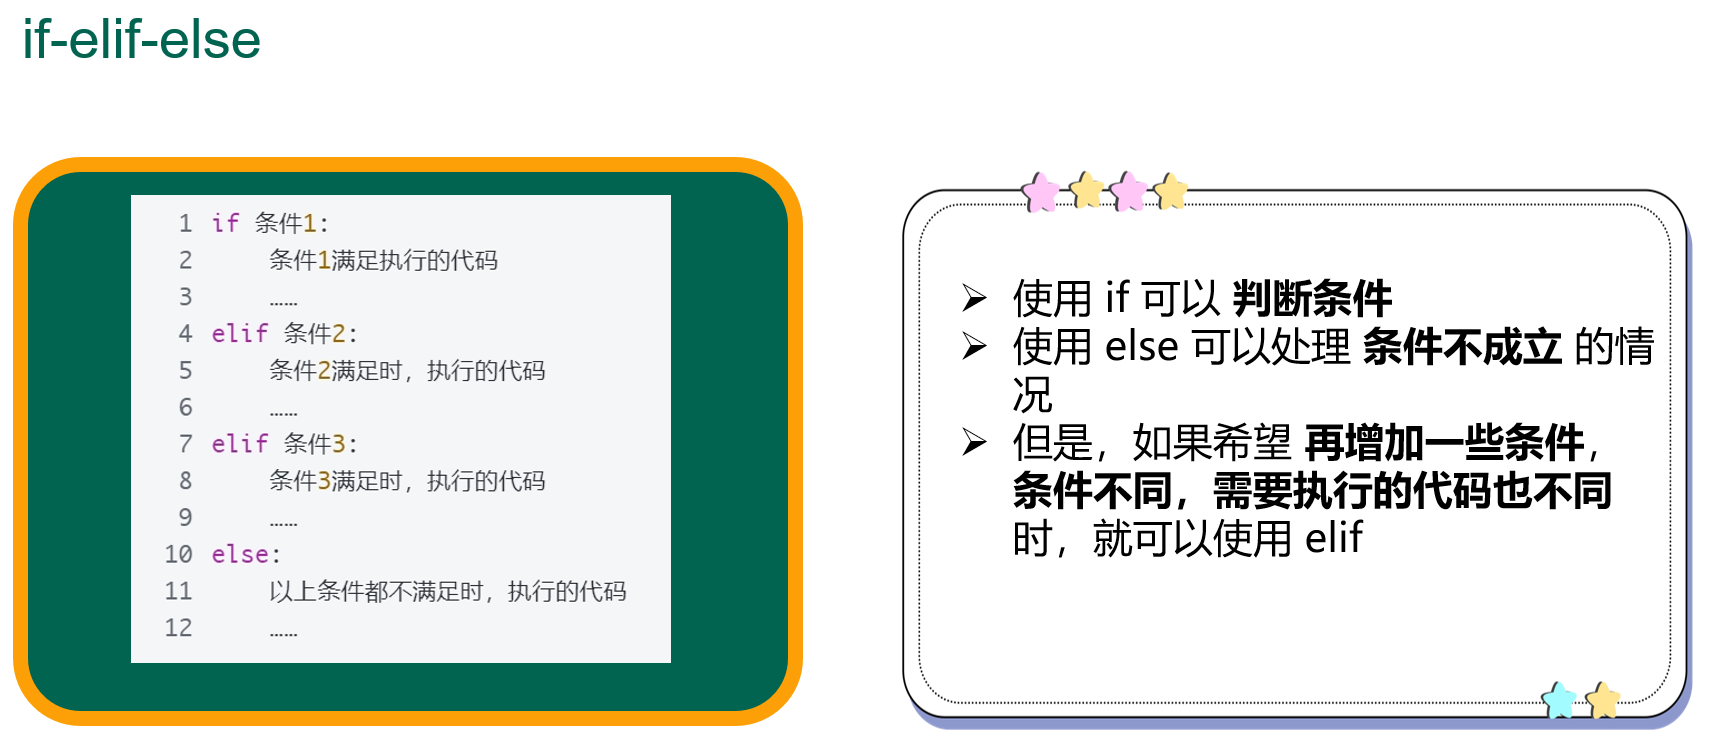 if-elif-else
1 if 条件1:
2     条件1满足执行的代码
3     ……
4 elif 条件2:
5     条件2满足时，执行的代码
6     ……
7 elif 条件3:
8     条件3满足时，执行的代码
9     ……
10 else:
11     以上条件都不满足时，执行的代码
12     ……
➢ 使用 if 可以 判断条件
➢ 使用 else 可以处理 条件不成立 的情
况
➢ 但是，如果希望 再增加一些条件，
条件不同，需要执行的代码也不同
时，就可以使用 elif